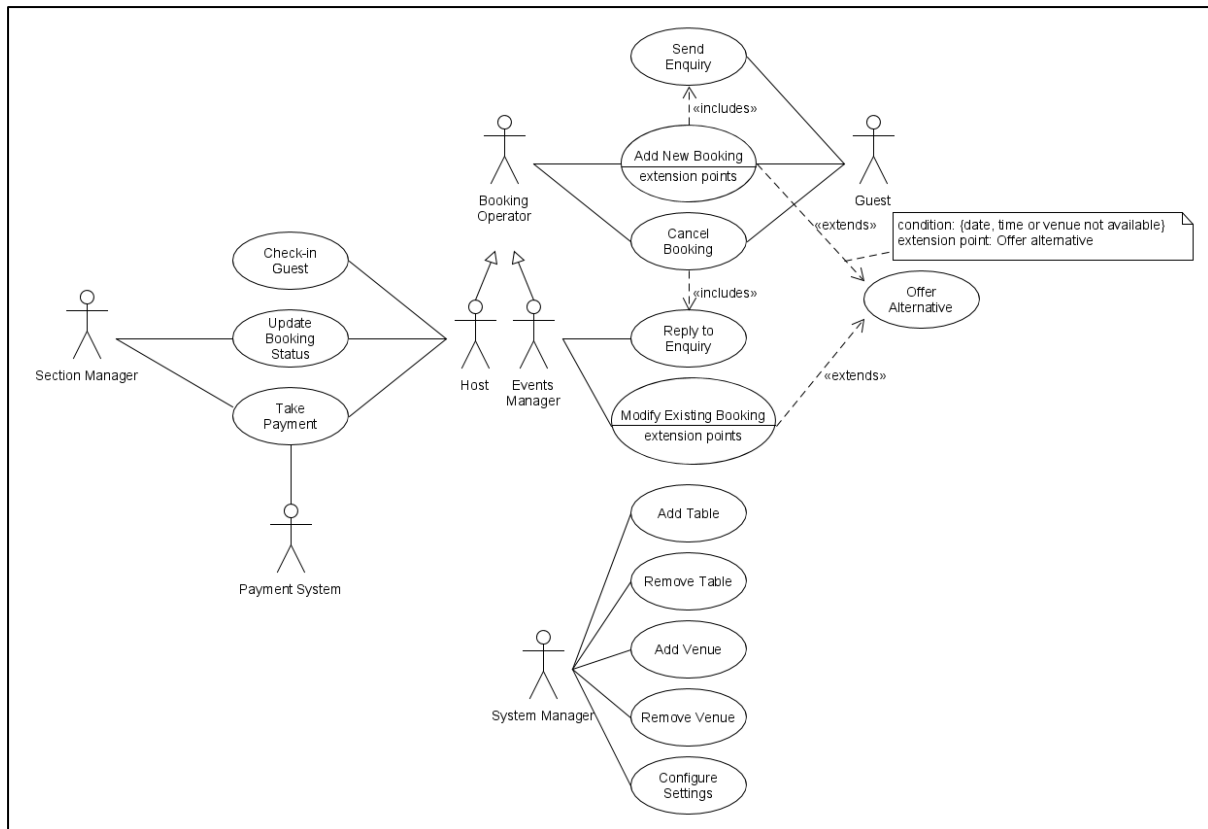 Send
Enquiry
«includes»
Add New Booking
extension points
Booking
Operator
Guest
«extends»
condition: {date, time or venue not available}
extension point: Offer alternative
Cancel
Booking
Check-in
Guest
«includes»
Offer
Alternative
Update
Booking
Status
Reply to
Enquiry
Section Manager
Host
Events
Manager
«extends»
Take
Payment
Modify Existing Booking
extension points
Add Table
Payment System
Remove Table
Add Venue
System Manager
Remove Venue
Configure
Settings